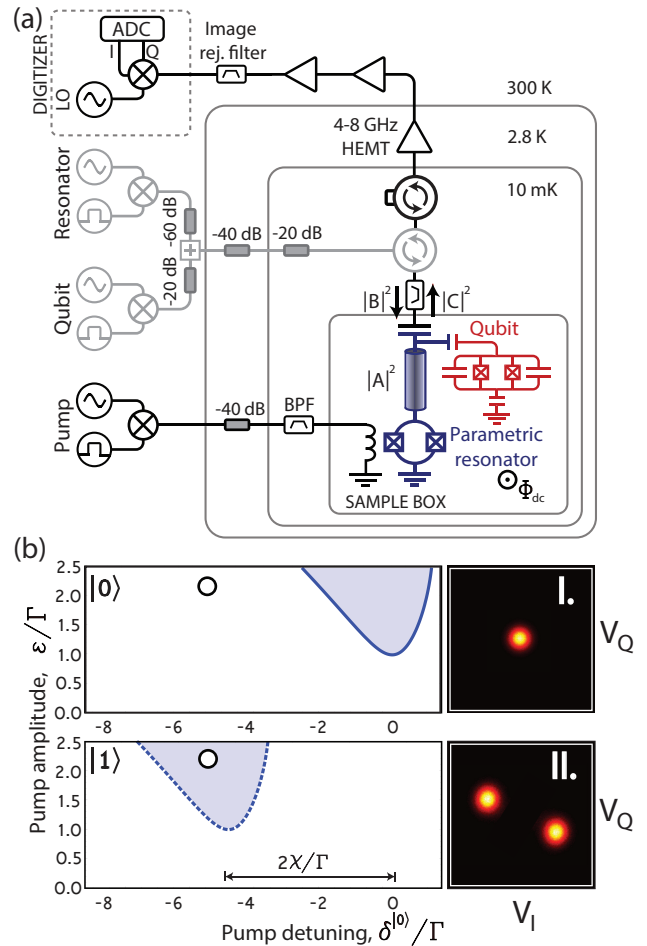 (a)
ADC
I Q
DIGITIZER
LO
Image
rej. filter
300 K
4-8 GHz
HEMT
2.8 K
10 mK
Resonator
-60 dB
-40 dB
-20 dB
-20 dB
Qubit
|B|²
|C|²
Qubit
|A|²
Pump
-40 dB
BPF
Parametric
resonator
Φdc
SAMPLE BOX
(b)
Pump amplitude, ε/Γ
2.5
2.0
1.5
1.0
0.5
0.0
|0⟩
-8 -6 -4 -2 0
I.
VQ
2.5
2.0
1.5
1.0
0.5
0.0
|1⟩
2χ/Γ
-8 -6 -4 -2 0
Pump detuning, δ|0⟩/Γ
II.
VQ
VI